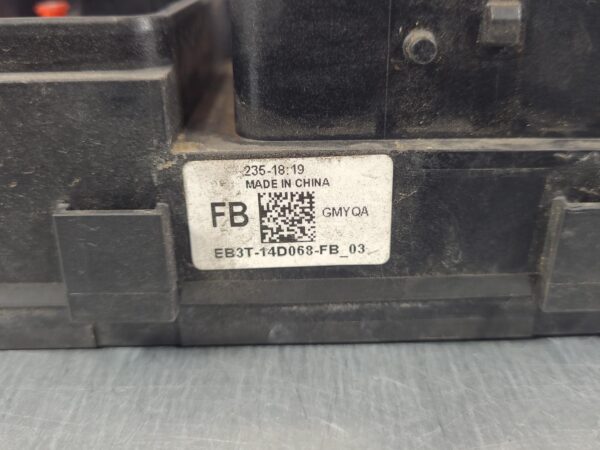 235-18:19
MADE IN CHINA
FB GMYQA
EB3T-14D068-FB_03